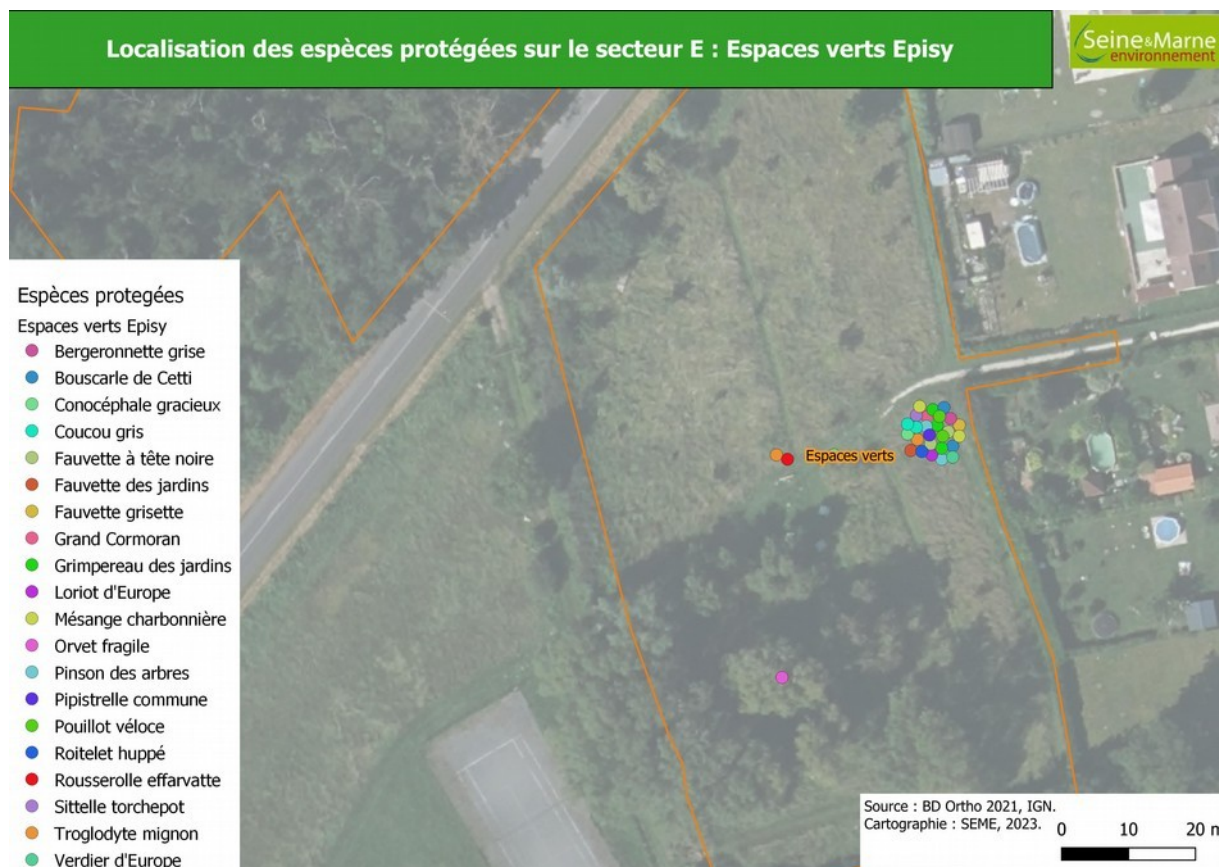 Localisation des espèces protégées sur le secteur E : Espaces verts Episy
Seine&Marne
environnement
Espèces protegées
Espaces verts Episy
Bergeronnette grise
Bouscarle de Cetti
Conocéphale gracieux
Coucou gris
Fauvette à tête noire
Fauvette des jardins
Fauvette grisette
Grand Cormoran
Grimpereau des jardins
Loriot d'Europe
Mésange charbonnière
Orvet fragile
Pinson des arbres
Pipistrelle commune
Pouillot véloce
Roitelet huppé
Rousserolle effarvatte
Sittelle torchepot
Troglodyte mignon
Verdier d'Europe
Espaces verts
Source : BD Ortho 2021, IGN.
Cartographie : SEME, 2023.
0 10 20 m